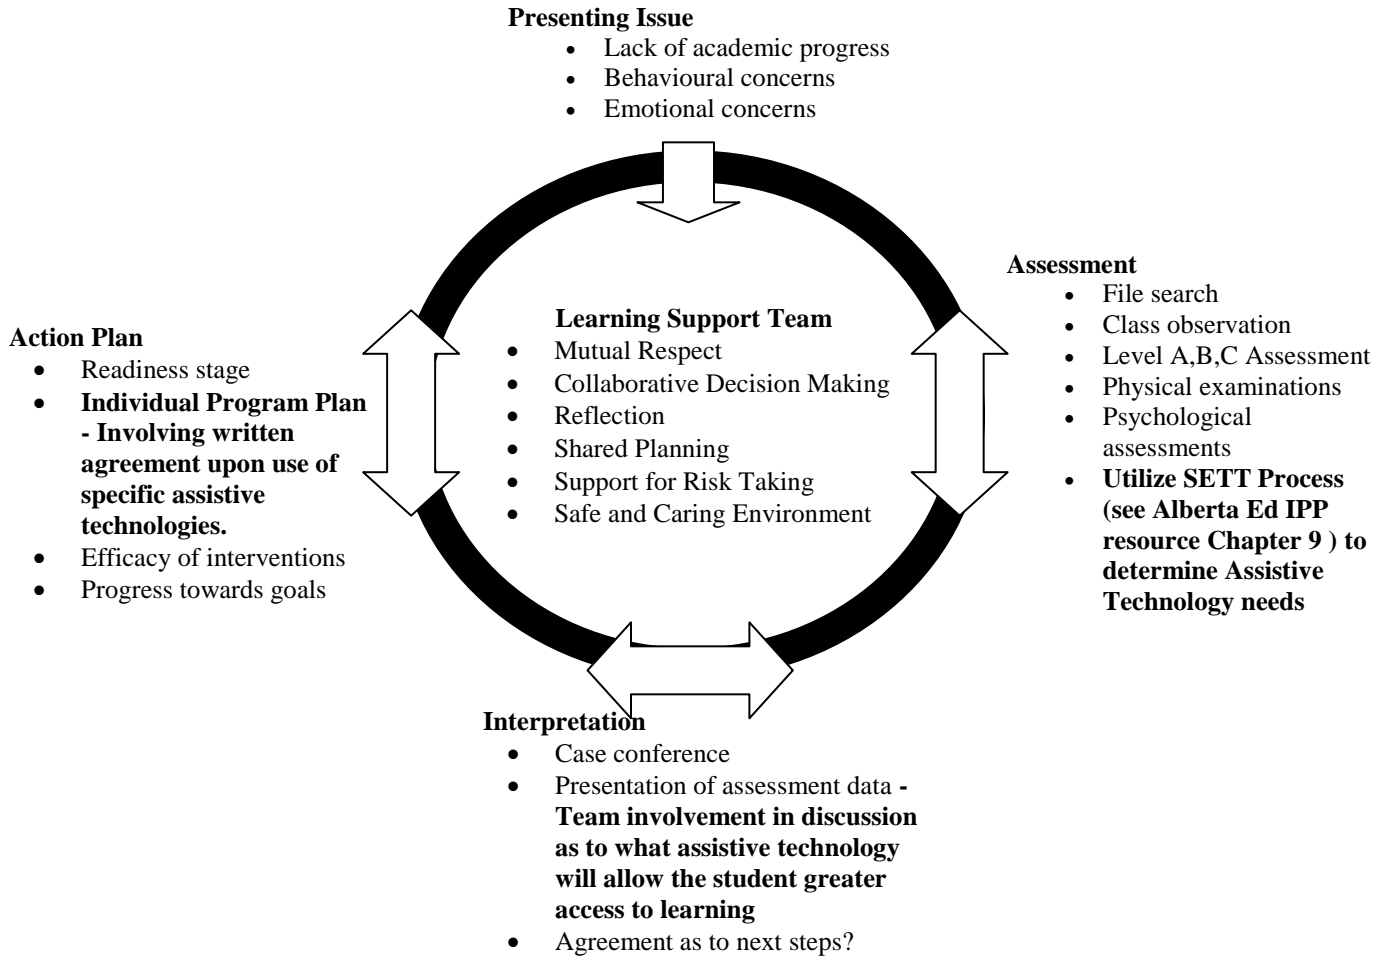 Presenting Issue
• Lack of academic progress
• Behavioural concerns
• Emotional concerns
Assessment
• File search
• Class observation
• Level A,B,C Assessment
• Physical examinations
• Psychological
assessments
• Utilize SETT Process
(see Alberta Ed IPP
resource Chapter 9 ) to
determine Assistive
Technology needs
Learning Support Team
• Mutual Respect
• Collaborative Decision Making
• Reflection
• Shared Planning
• Support for Risk Taking
• Safe and Caring Environment
Action Plan
• Readiness stage
• Individual Program Plan
- Involving written
agreement upon use of
specific assistive
technologies.
• Efficacy of interventions
• Progress towards goals
Interpretation
• Case conference
• Presentation of assessment data -
Team involvement in discussion
as to what assistive technology
will allow the student greater
access to learning
• Agreement as to next steps?